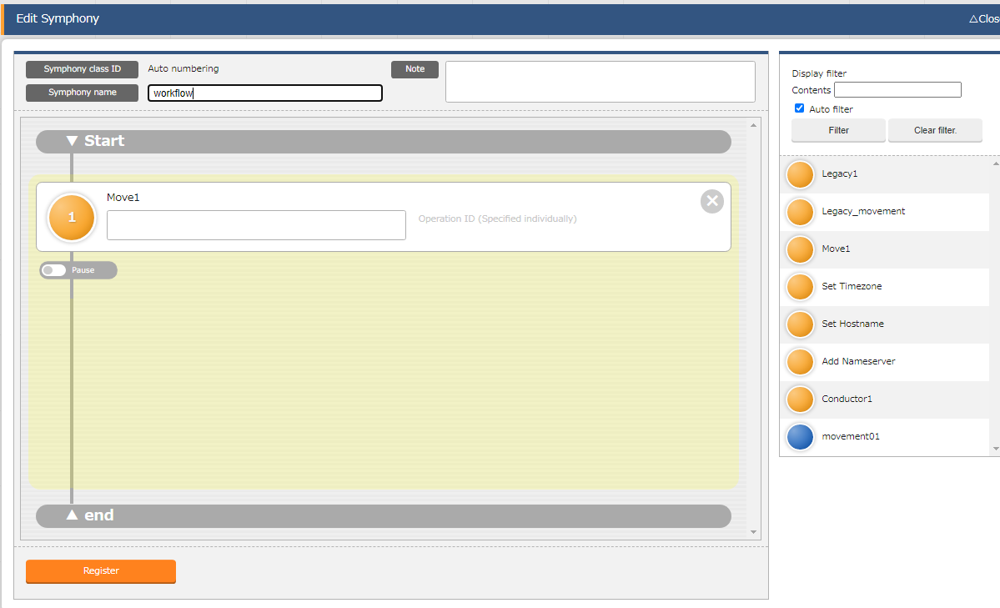 Edit Symphony
△Clos
Symphony class ID Auto numbering Note
Symphony name workflow
▼ Start
1
Move1
Operation ID (Specified individually)
Pause
▲ end
Register
Display filter
Contents
Auto filter
Filter Clear filter.
Legacy1
Legacy_movement
Move1
Set Timezone
Set Hostname
Add Nameserver
Conductor1
movement01